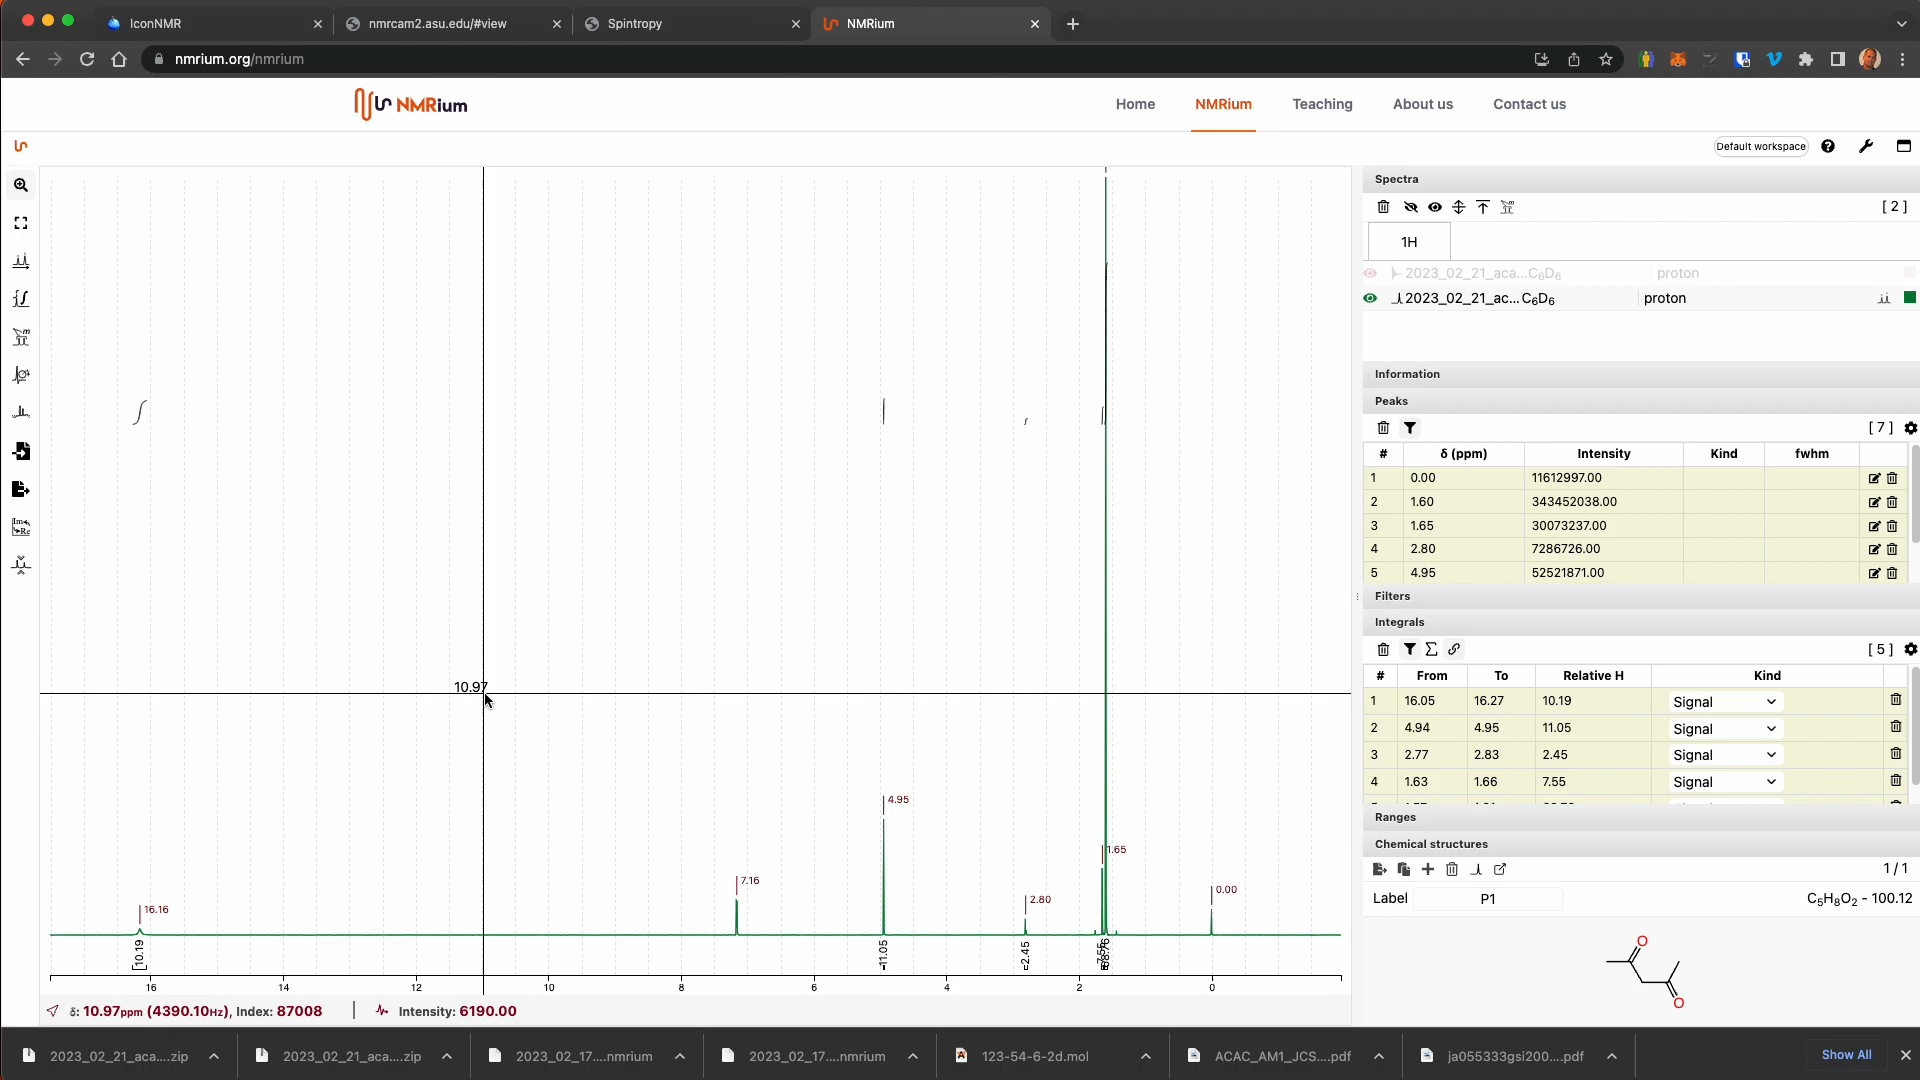 IconNMR
nmrcam2.asu.edu/#view
Spintropy
NMRium
nmrium.org/nmrium
NMRium
Home
NMRium
Teaching
About us
Contact us
Default workspace
Spectra
[ 2 ]
1H
2023_02_21_aca...C₆D₆ proton
2023_02_21_ac...C₆D₆ proton
Information
Peaks
[ 7 ]
# δ (ppm) Intensity Kind fwhm
1 0.00 11612997.00
2 1.60 343452038.00
3 1.65 30073237.00
4 2.80 7286726.00
5 4.95 52521871.00
Filters
Integrals
[ 5 ]
# From To Relative H Kind
1 16.05 16.27 10.19 Signal
2 4.94 4.95 11.05 Signal
3 2.77 2.83 2.45 Signal
4 1.63 1.66 7.55 Signal
Ranges
Chemical structures
1 / 1
Label P1 C₅H₈O₂ - 100.12
O
O
10.97
16.16
7.16
4.95
2.80
1.65
0.00
10.19
11.05
2.45
16 14 12 10 8 6 4 2 0
δ: 10.97ppm (4390.10Hz), Index: 87008 Intensity: 6190.00
2023_02_21_aca....zip
2023_02_21_aca....zip
2023_02_17....nmrium
2023_02_17....nmrium
123-54-6-2d.mol
ACAC_AM1_JCS....pdf
ja055333gsi200....pdf
Show All